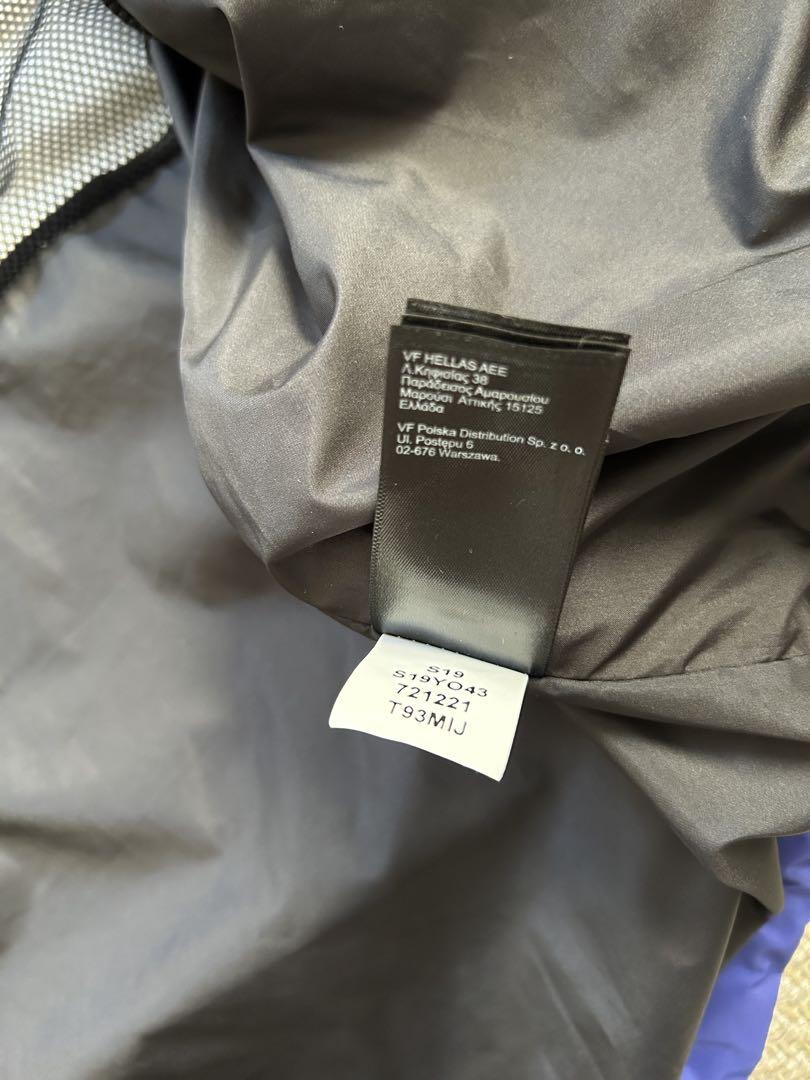 VF HELLAS AEE
Λ.Κηφισίας 38
Παράδεισος Αμαρουσίου
Μαρούσι Αττικής 15125
Ελλάδα
VF Polska Distribution Sp. z o. o.
Ul. Postępu 6
02-676 Warszawa.
S19
S19YO43
721221
T93MIJ